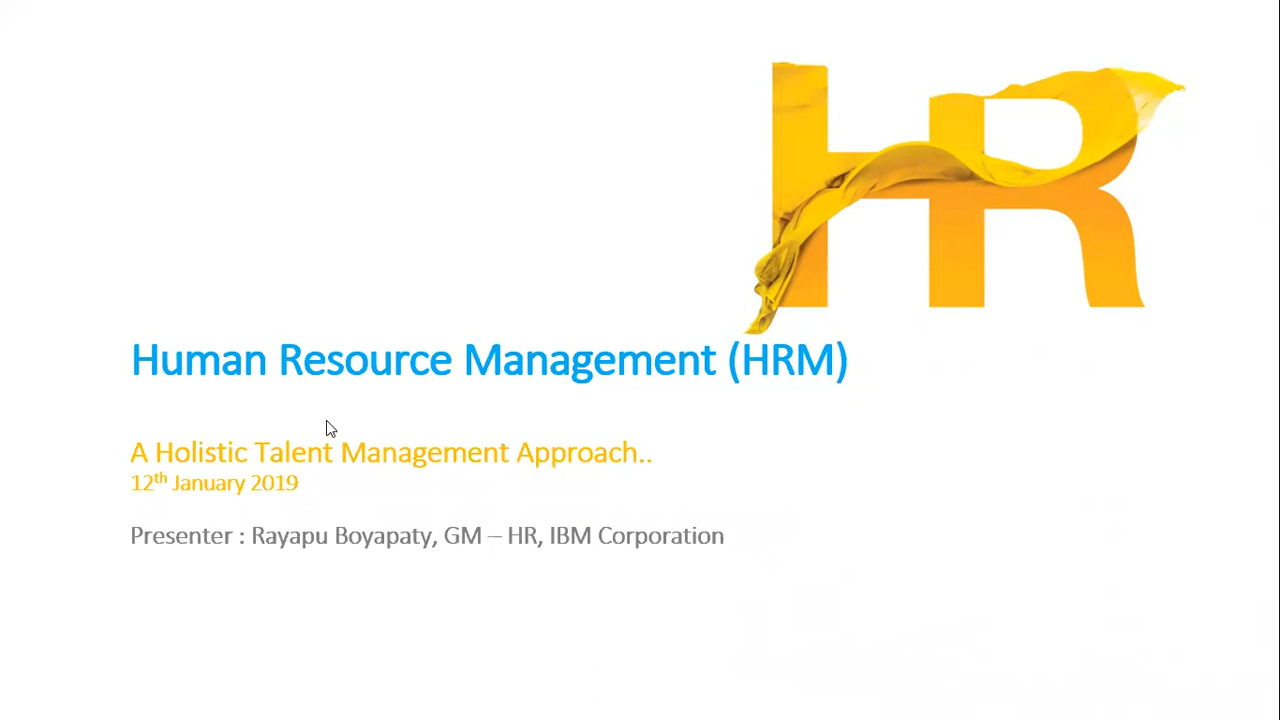 HR
Human Resource Management (HRM)
A Holistic Talent Management Approach..
12th January 2019
Presenter : Rayapu Boyapaty, GM – HR, IBM Corporation